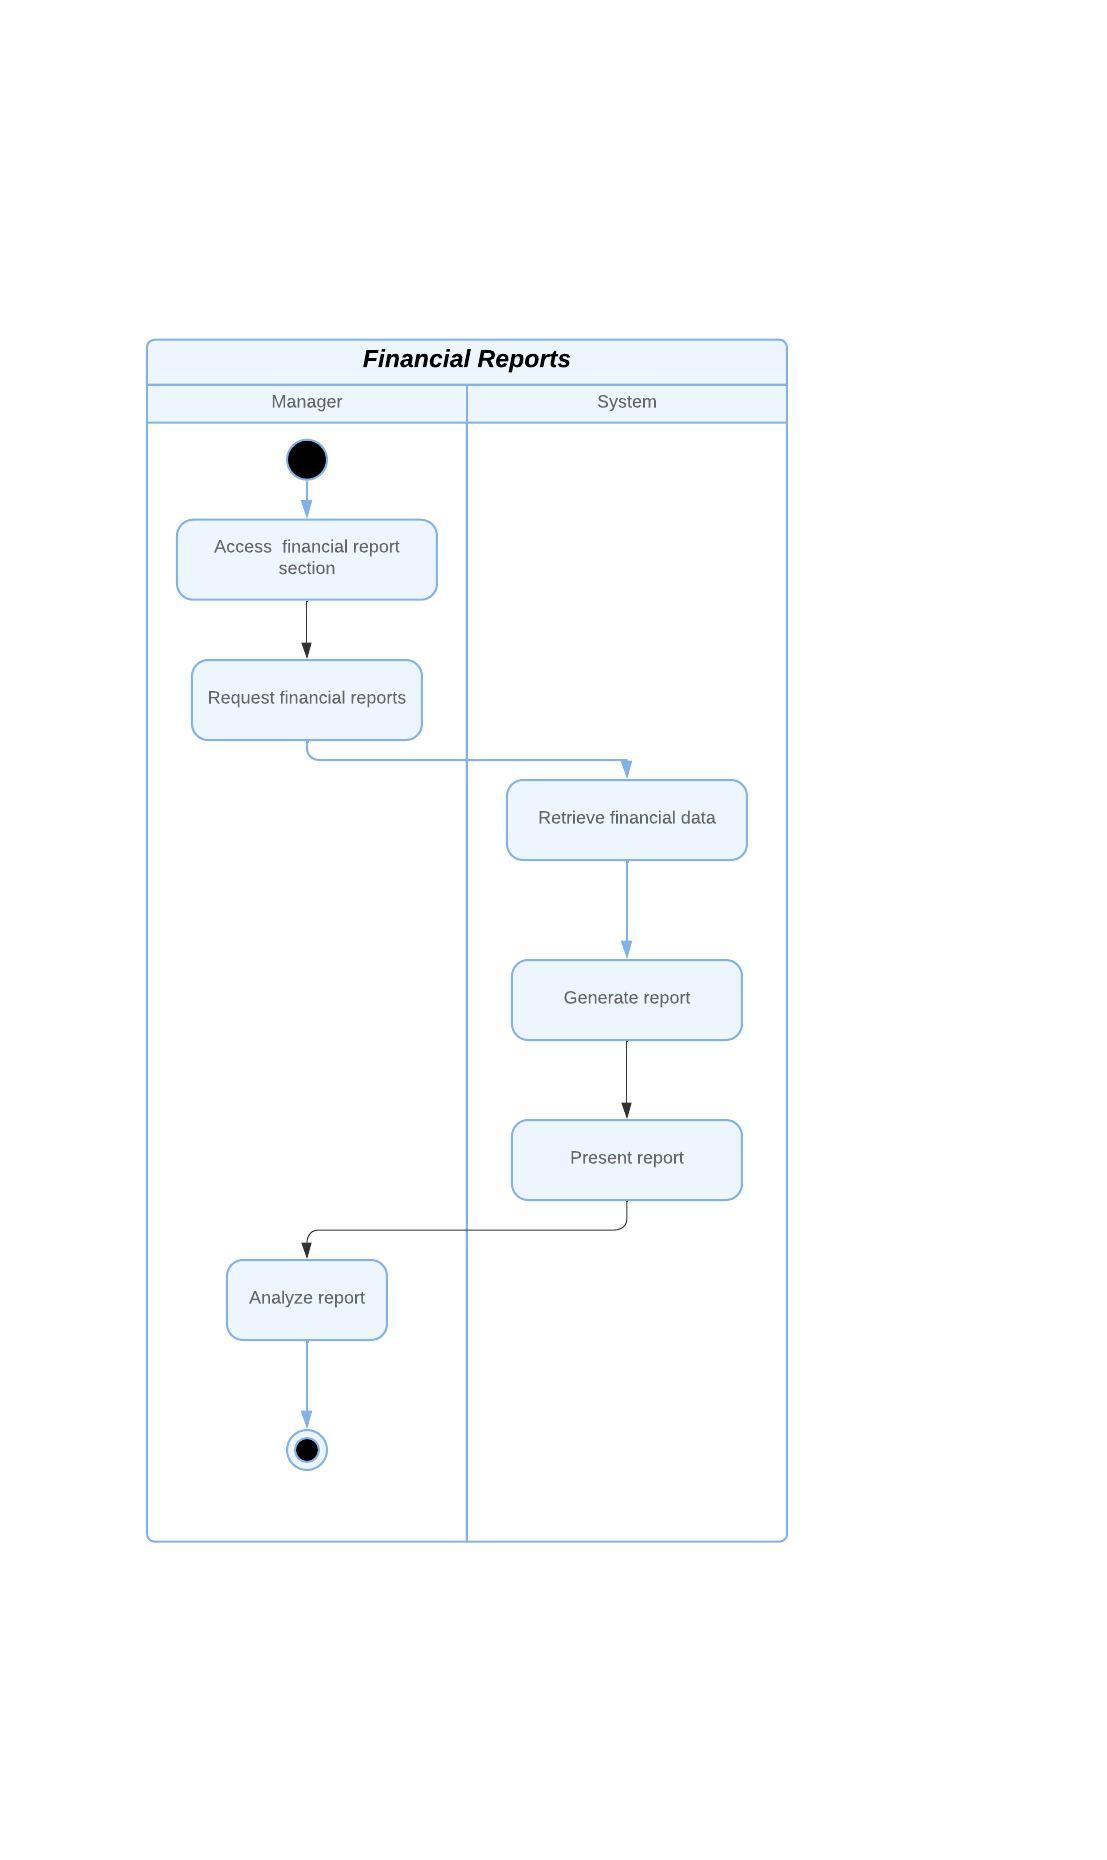 Financial Reports
Manager
System
Access  financial report
section
Request financial reports
Retrieve financial data
Generate report
Present report
Analyze report